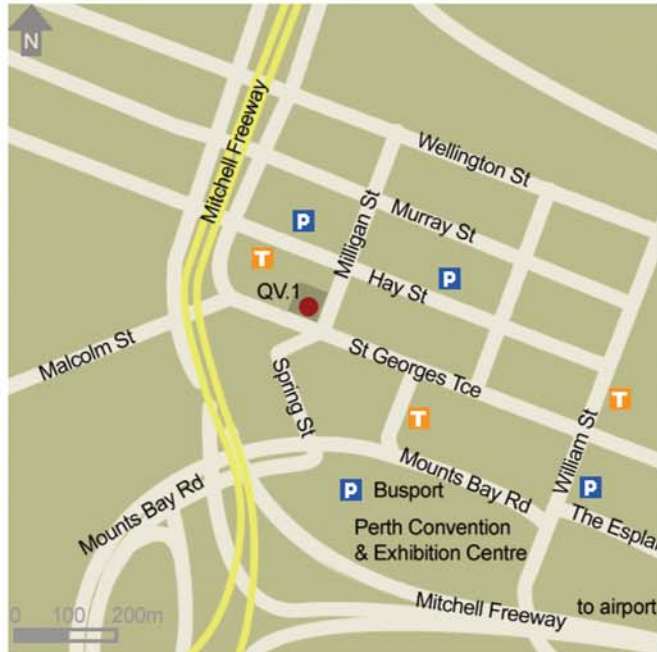 N
Mitchell Freeway
Wellington St
Murray St
Milligan St
P
T
Hay St
P
QV.1
Malcolm St
St Georges Tce
Spring St
T
T
William St
Mounts Bay Rd
P Busport
P
Mounts Bay Rd
The Esplan
Perth Convention
& Exhibition Centre
0 100 200m
Mitchell Freeway
to airport